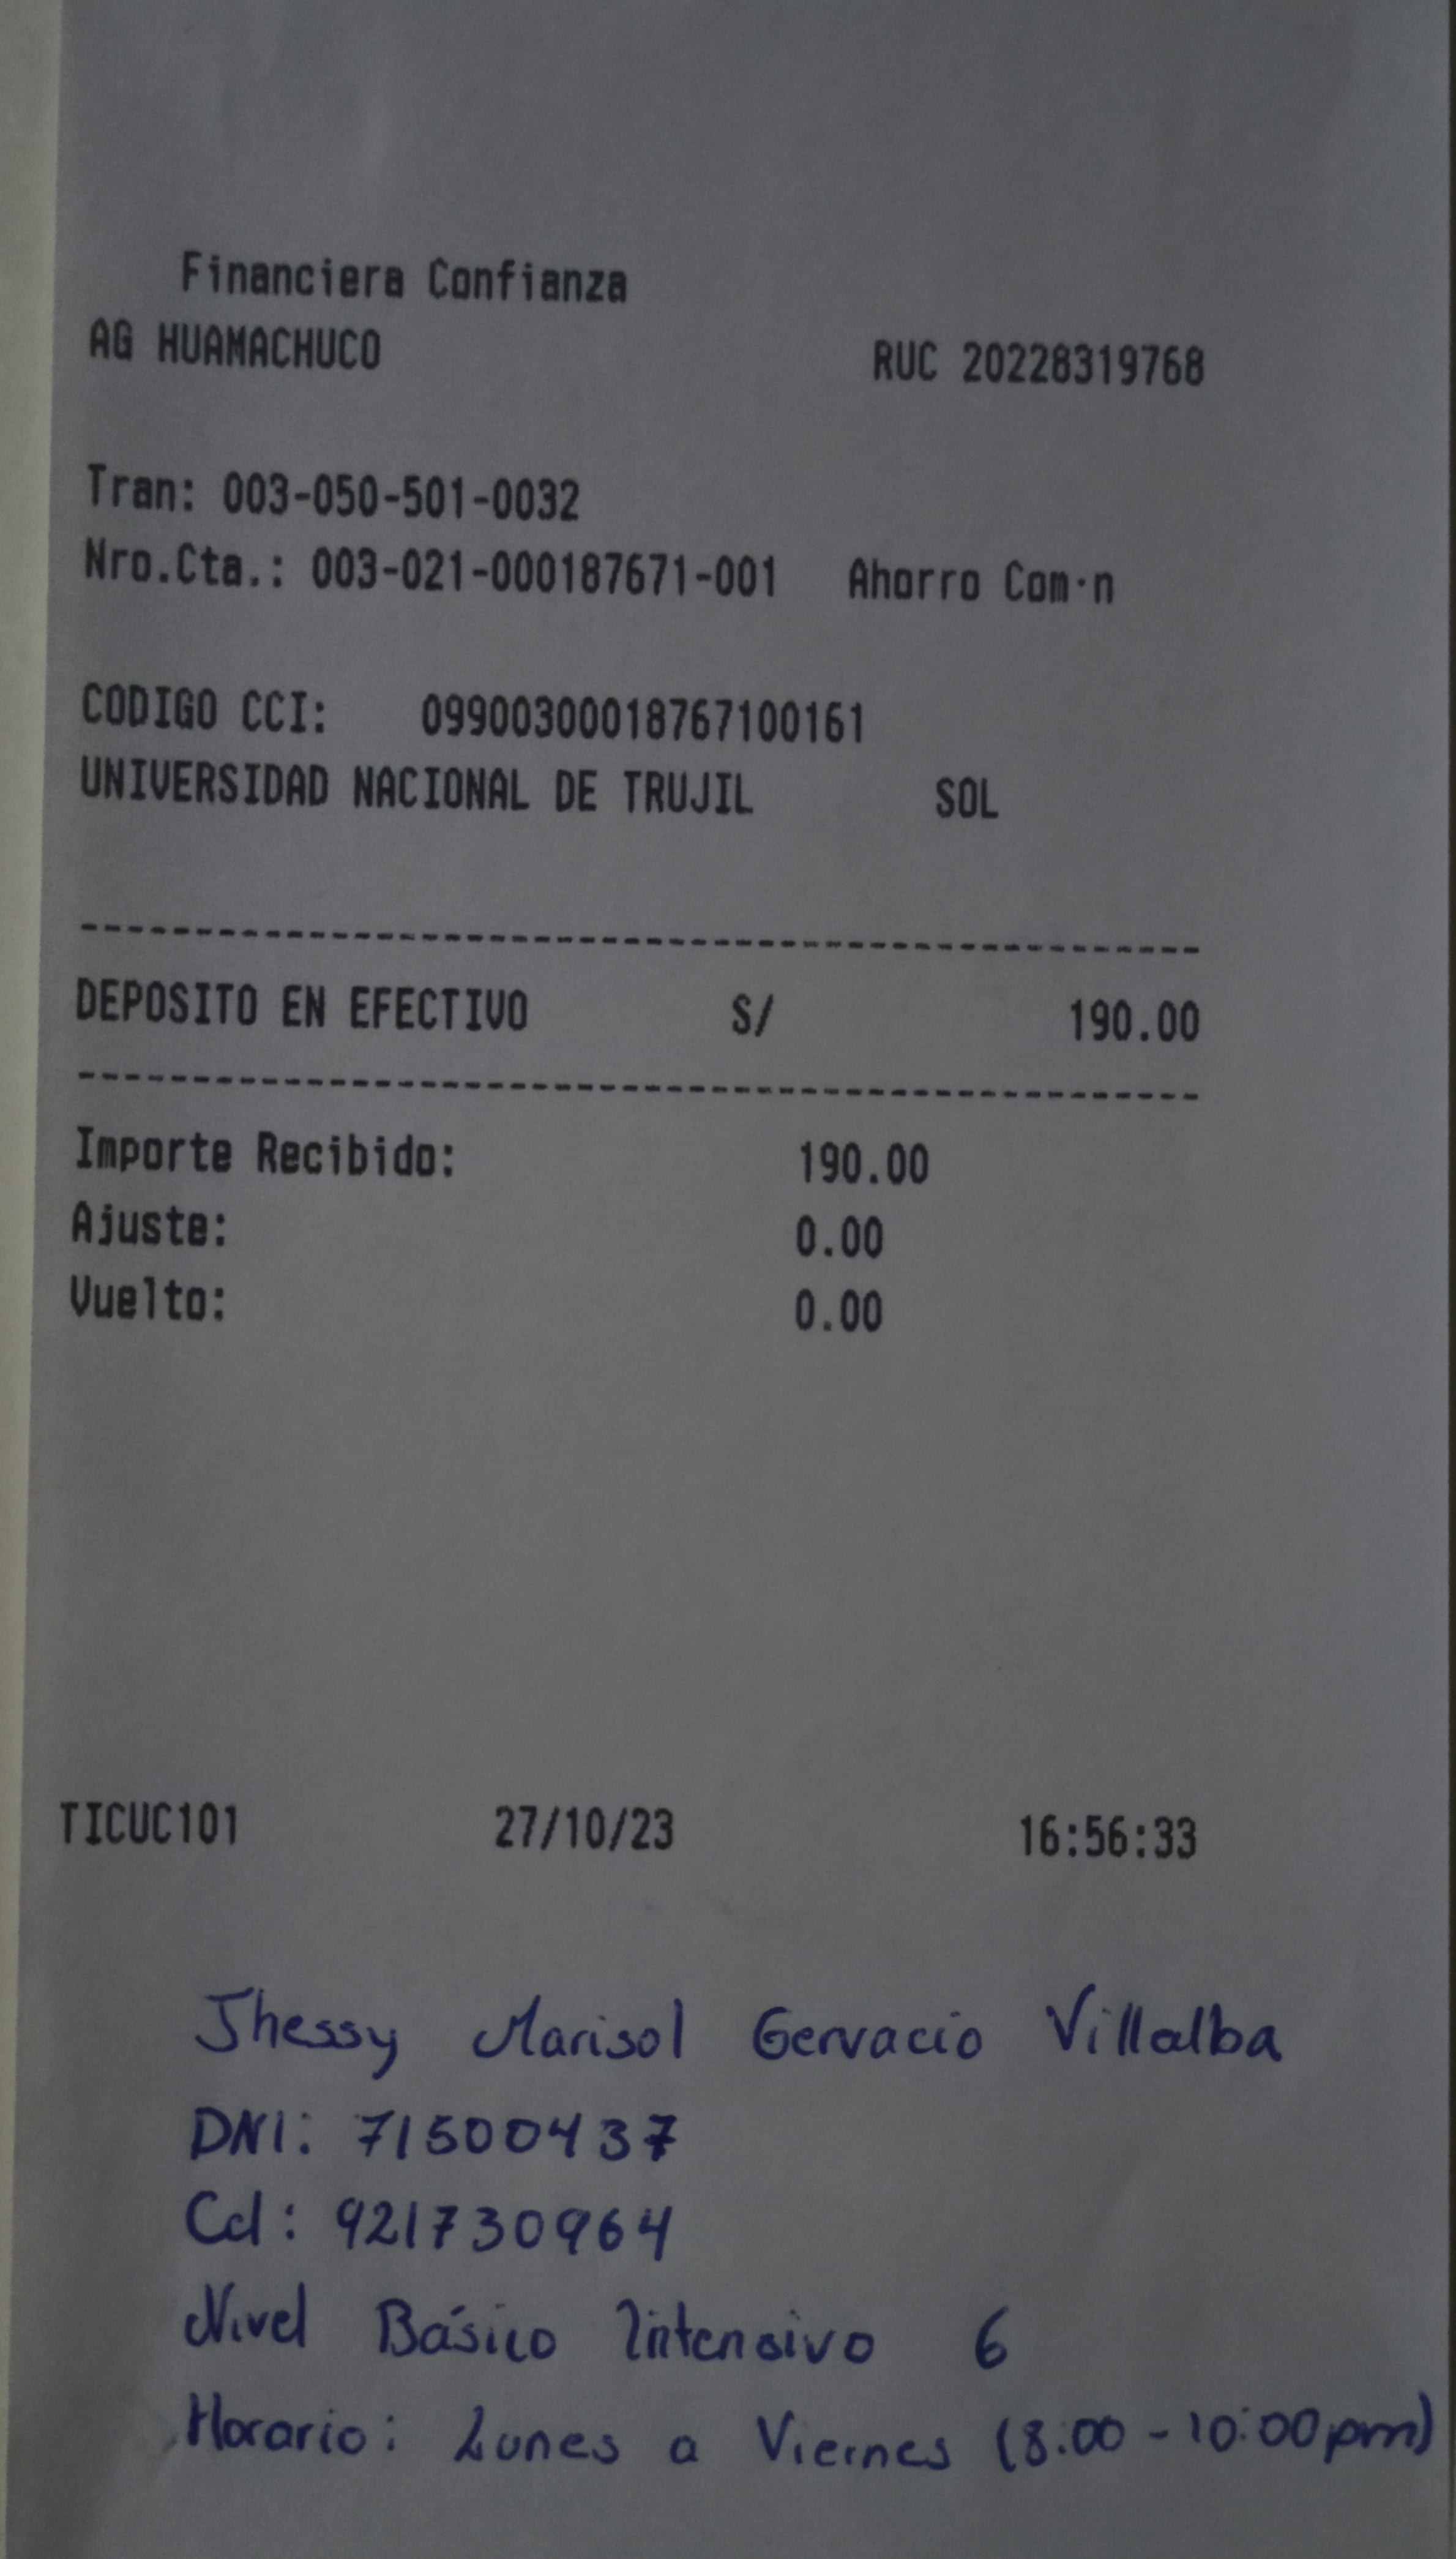 Financiera Confianza
AG HUAMACHUCO RUC 20228319768
Tran: 003-050-501-0032
Nro.Cta.: 003-021-000187671-001 Ahorro Com·n
CODIGO CCI: 09900300018767100161
UNIVERSIDAD NACIONAL DE TRUJIL SOL
-------------------------------------------------
DEPOSITO EN EFECTIVO S/ 190.00
-------------------------------------------------
Importe Recibido: 190.00
Ajuste: 0.00
Vuelto: 0.00
TICUC101 27/10/23 16:56:33
Jhessy Marisol Gervacio Villalba
DNI: 71500437
Cel: 921730964
Nivel Básico Intensivo 6
Horario: Lunes a Viernes (8:00 - 10:00pm)